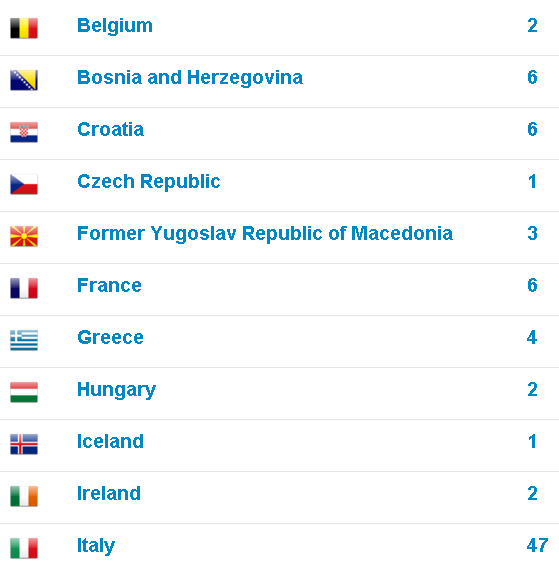 Belgium 2
Bosnia and Herzegovina 6
Croatia 6
Czech Republic 1
Former Yugoslav Republic of Macedonia 3
France 6
Greece 4
Hungary 2
Iceland 1
Ireland 2
Italy 47